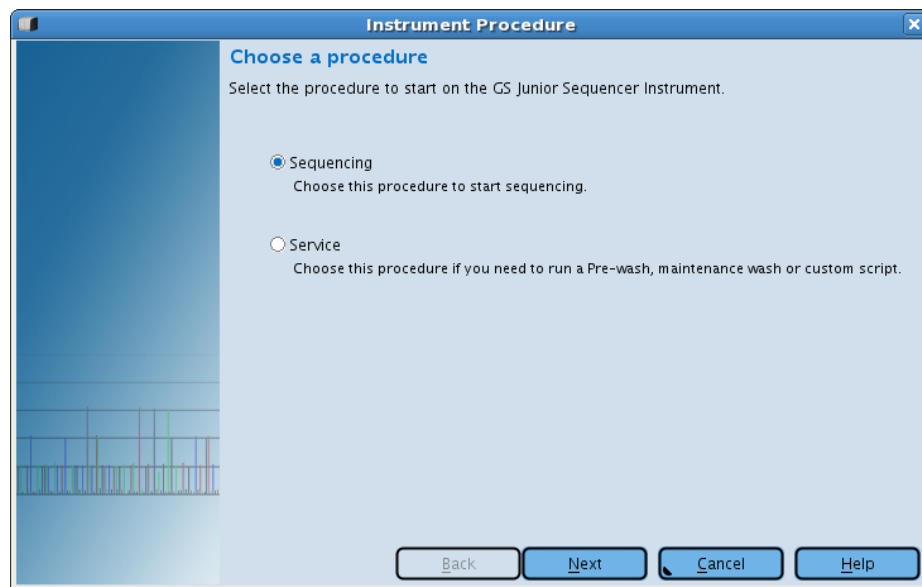 Instrument Procedure
Choose a procedure
Select the procedure to start on the GS Junior Sequencer Instrument.
Sequencing
Choose this procedure to start sequencing.
Service
Choose this procedure if you need to run a Pre-wash, maintenance wash or custom script.
Back Next Cancel Help